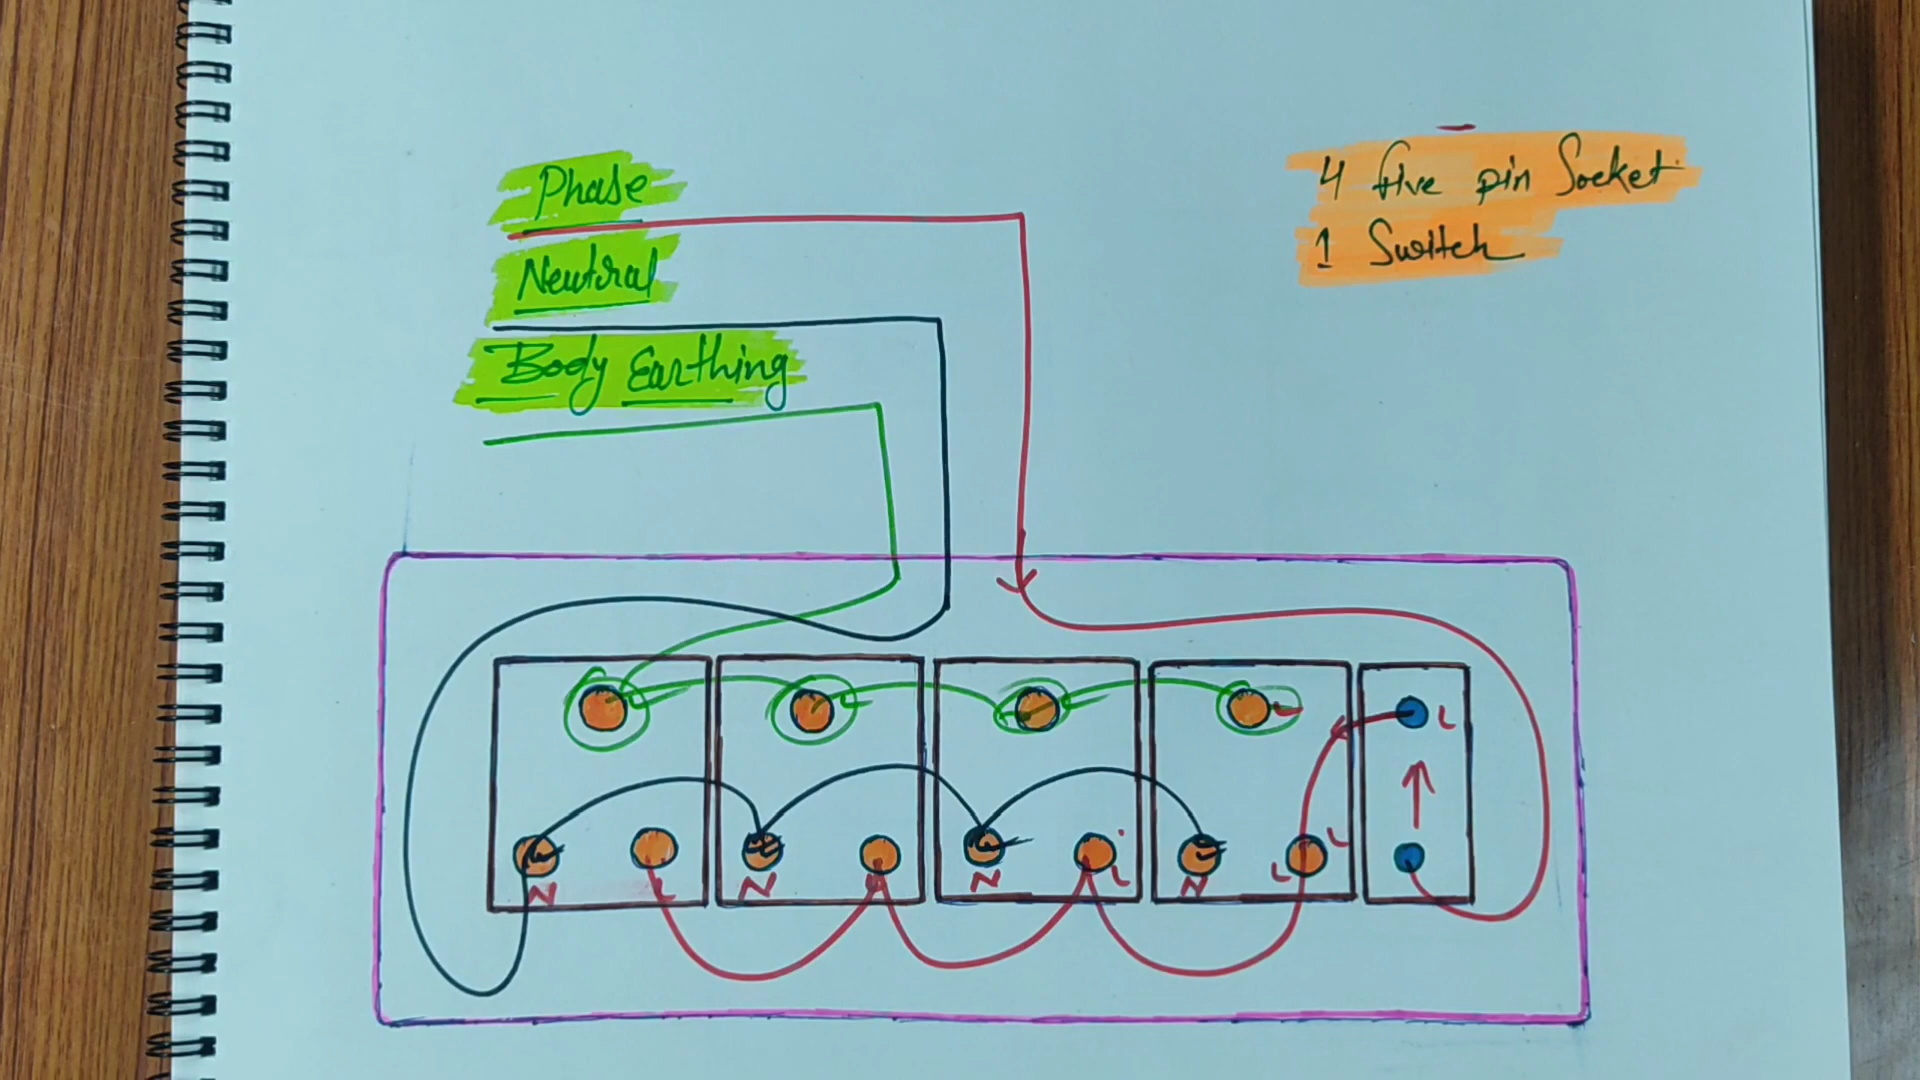 Phase
Neutral
Body Earthing
4 five pin Socket
1 Switch
L
L
L
L
N
N
N
N
L